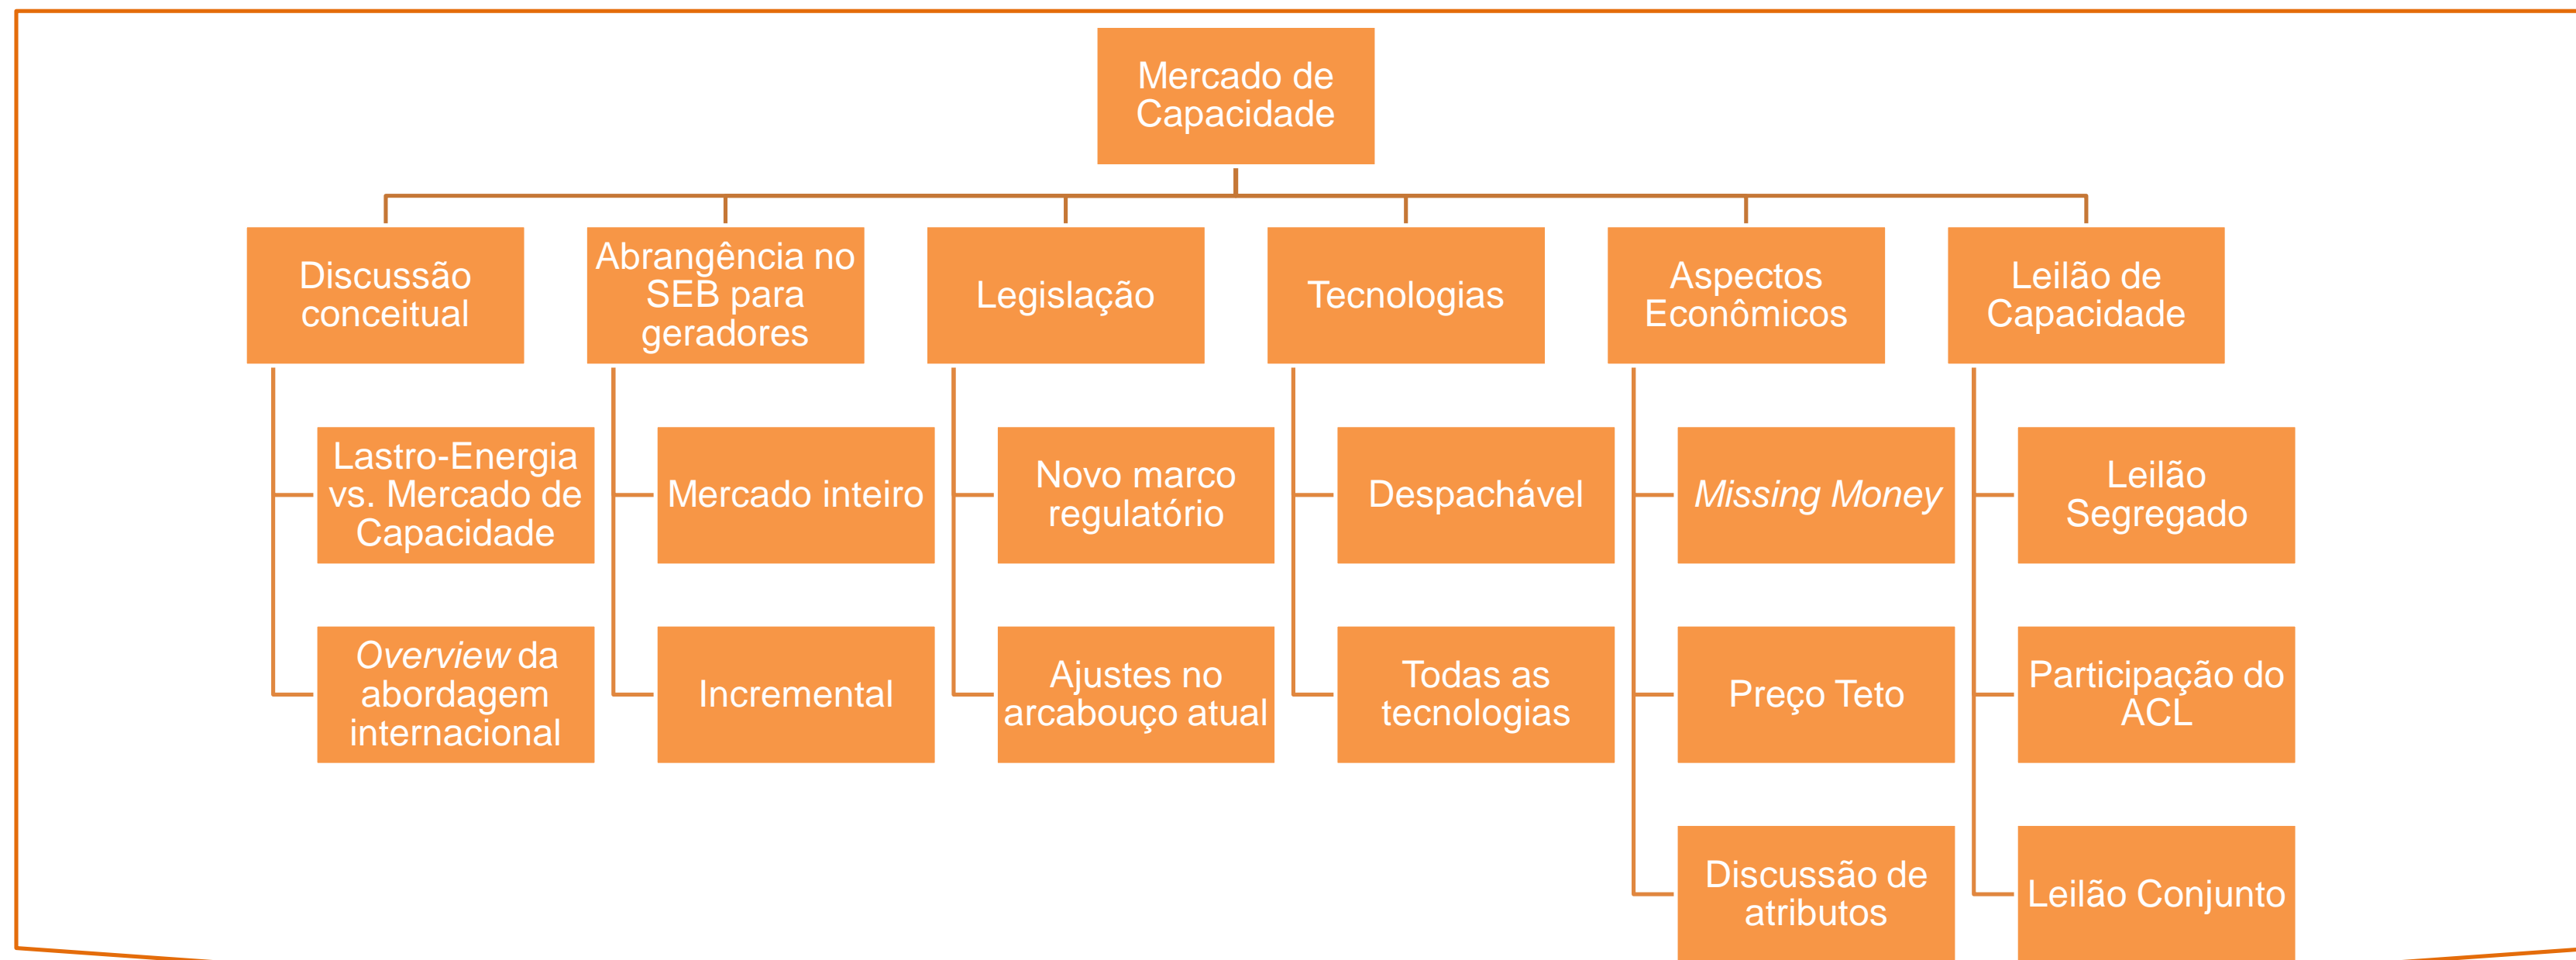 Mercado de
Capacidade
Discussão
conceitual
Abrangência no
SEB para
geradores
Legislação
Tecnologias
Aspectos
Econômicos
Leilão de
Capacidade
Lastro-Energia
vs. Mercado de
Capacidade
Mercado inteiro
Novo marco
regulatório
Despachável
Missing Money
Leilão
Segregado
Overview da
abordagem
internacional
Incremental
Ajustes no
arcabouço atual
Todas as
tecnologias
Preço Teto
Participação do
ACL
Discussão de
atributos
Leilão Conjunto